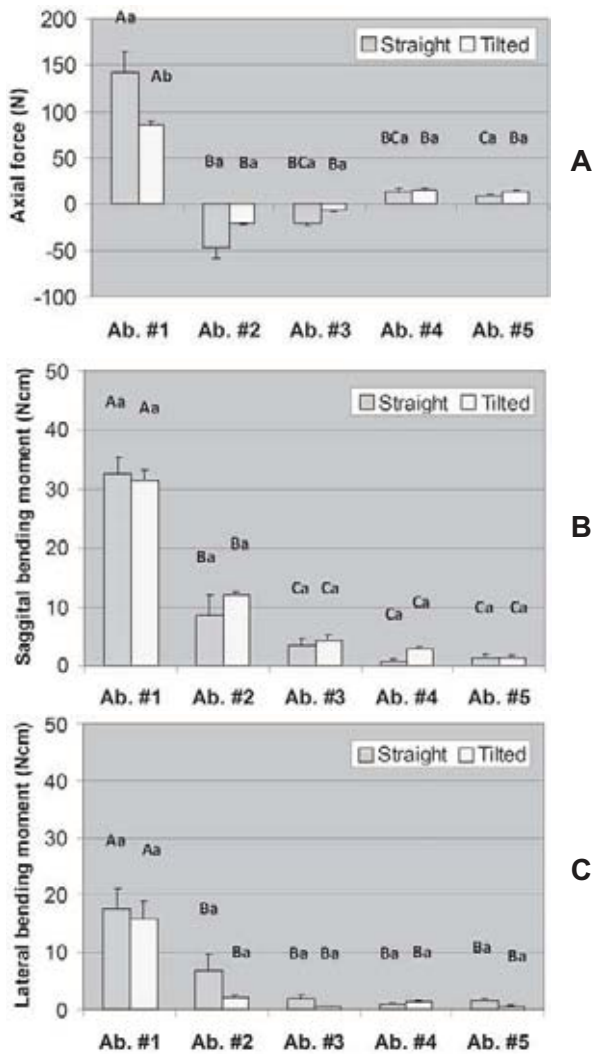 200
Aa
Straight Tilted
150
Ab
100
Ba Ba BCa Ba BCa Ba Ca Ba
50
0
-50
-100
Axial force (N)
A
Ab. #1 Ab. #2 Ab. #3 Ab. #4 Ab. #5
50
Straight Tilted
Aa Aa
40
30
Ba Ba
20
Ca Ca Ca Ca Ca Ca
10
0
Saggital bending moment (Ncm)
B
Ab. #1 Ab. #2 Ab. #3 Ab. #4 Ab. #5
50
Straight Tilted
40
30
Aa Aa
20
Ba Ba Ba Ba Ba Ba Ba Ba
10
0
Lateral bending moment (Ncm)
C
Ab. #1 Ab. #2 Ab. #3 Ab. #4 Ab. #5